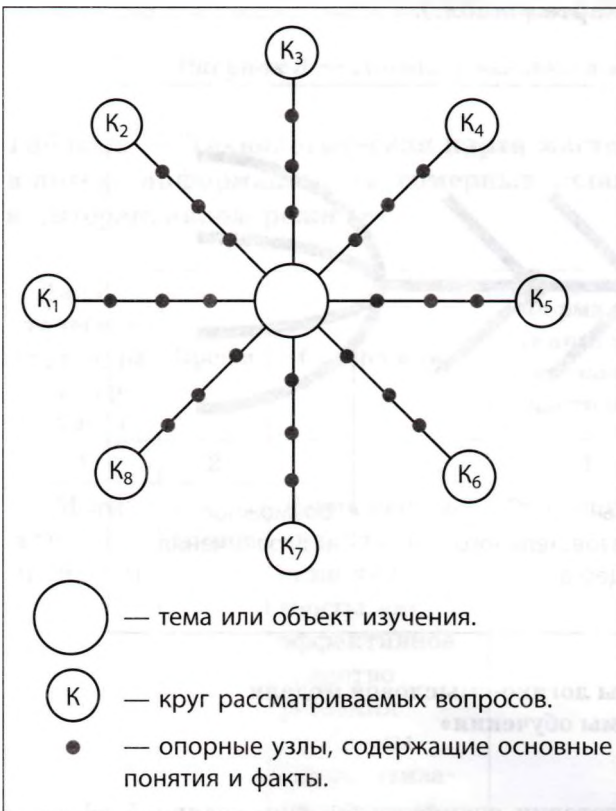 K₃
K₂
K₄
K₁
K₅
K₈
K₆
K₇
— тема или объект изучения.
К — круг рассматриваемых вопросов.
— опорные узлы, содержащие основные
понятия и факты.